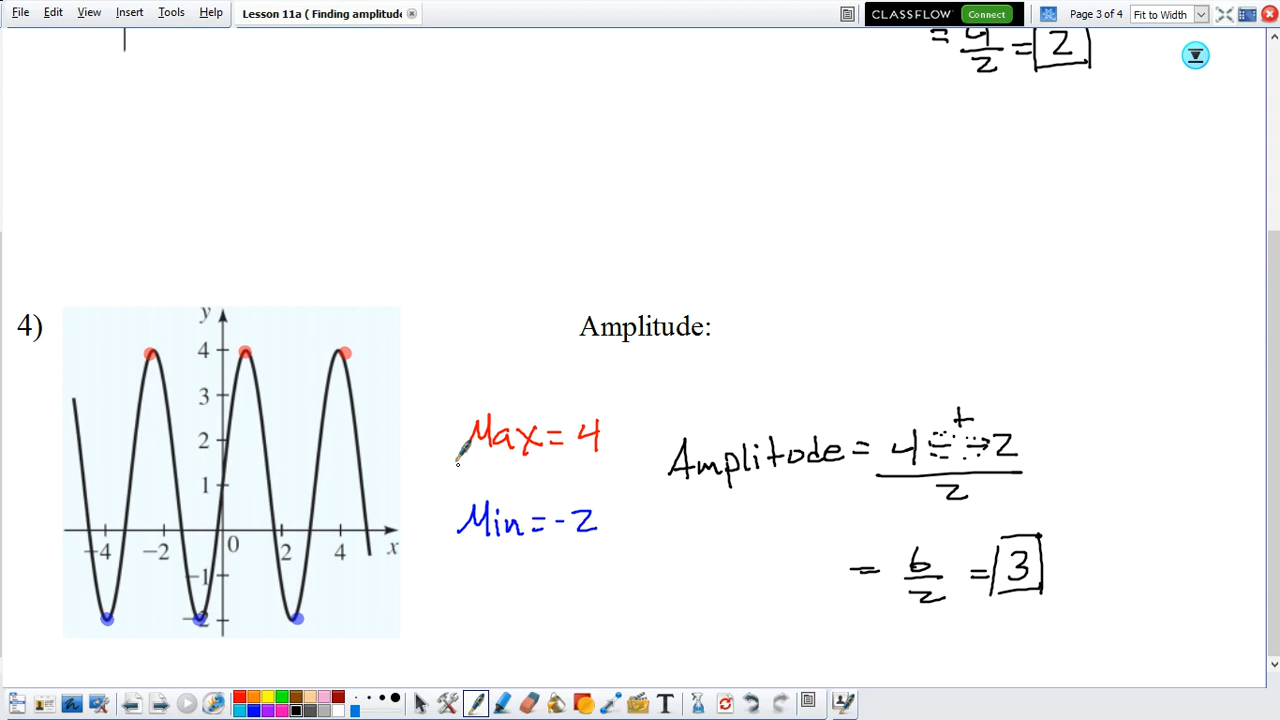 File Edit View Insert Tools Help Lesson 11a ( Finding amplitude CLASSFLOW Connect Page 3 of 4 Fit to Width
= 4/2 = 2
4) Amplitude:
y
4
3
2
1
-4 -2 0 2 4 x
-1
-2
Max = 4
Min = -2
Amplitude = 4 - -2
+
2
= 6/2 = 3
T